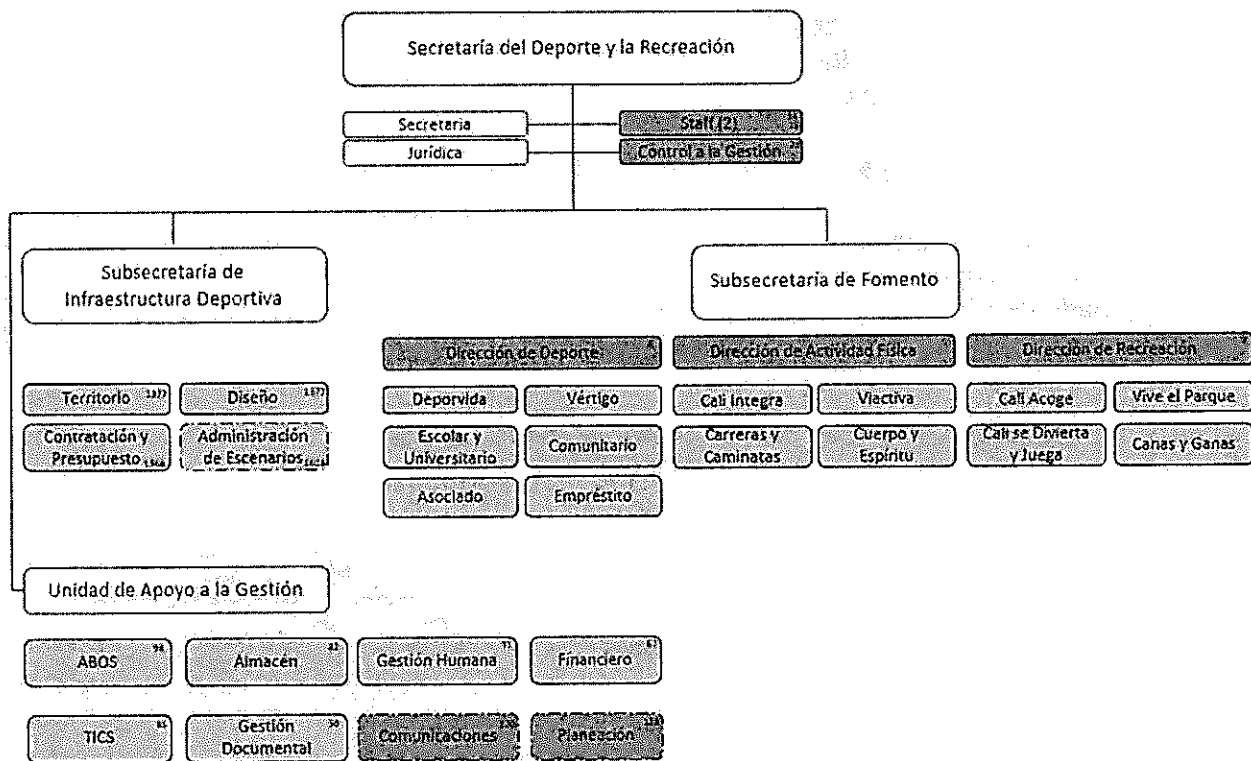 Secretaría del Deporte y la Recreación
Secretaria
Staff (2)
Jurídica
Control a la Gestión
Subsecretaría de
Infraestructura Deportiva
Subsecretaría de Fomento
Dirección de Deporte
Dirección de Actividad Física
Dirección de Recreación
Territorio
Diseño
Contratación y
Presupuesto
Administración
de Escenarios
Deporvida
Vértigo
Cali Integra
Viactiva
Cali Acoge
Vive el Parque
Escolar y
Universitario
Comunitario
Carreras y
Caminatas
Cuerpo y
Espíritu
Cali se Divierta
y Juega
Canas y Ganas
Asociado
Empréstito
Unidad de Apoyo a la Gestión
ABOS
Almacén
Gestión Humana
Financiero
TICS
Gestión
Documental
Comunicaciones
Planeación